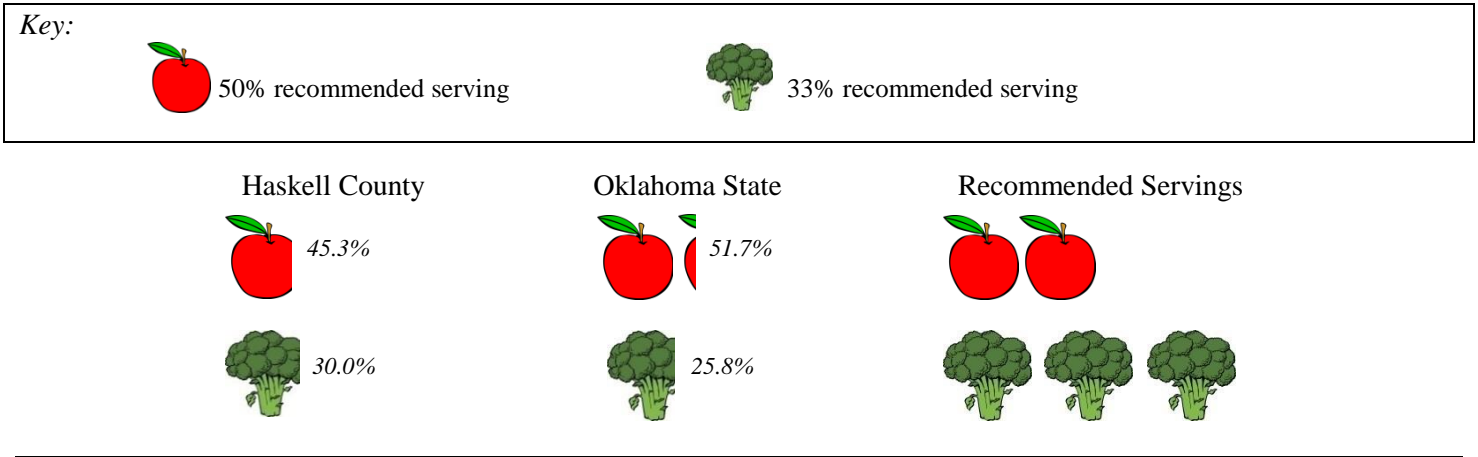 Key:
50% recommended serving 33% recommended serving
Haskell County Oklahoma State Recommended Servings
45.3% 51.7%
30.0% 25.8%